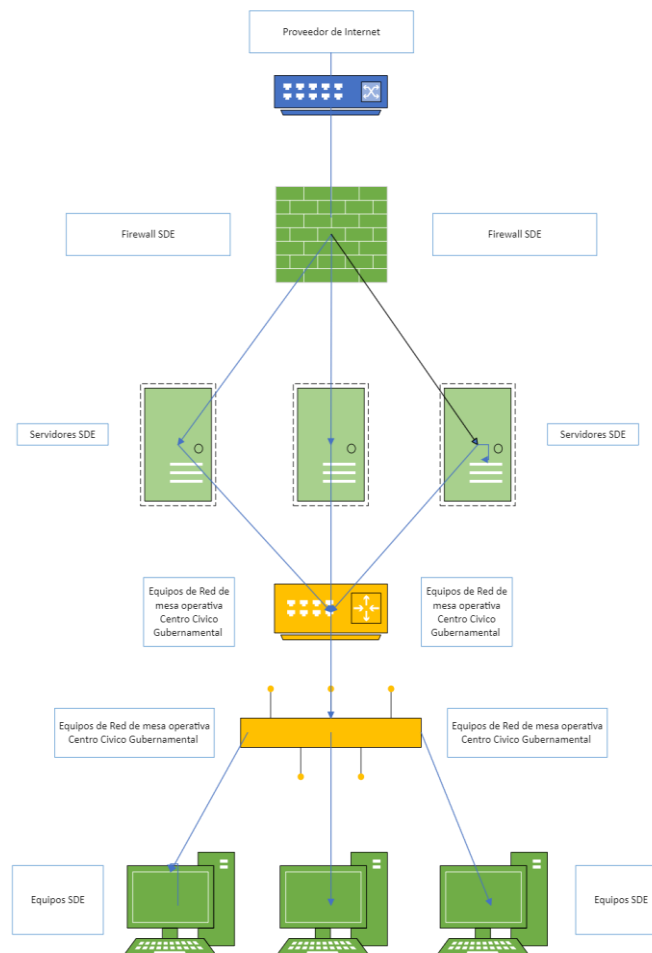 Proveedor de Internet
Firewall SDE
Firewall SDE
Servidores SDE
Servidores SDE
Equipos de Red de
mesa operativa
Centro Civico
Gubernamental
Equipos de Red de
mesa operativa
Centro Civico
Gubernamental
Equipos de Red de mesa operativa
Centro Civico Gubernamental
Equipos de Red de mesa operativa
Centro Civico Gubernamental
Equipos SDE
Equipos SDE